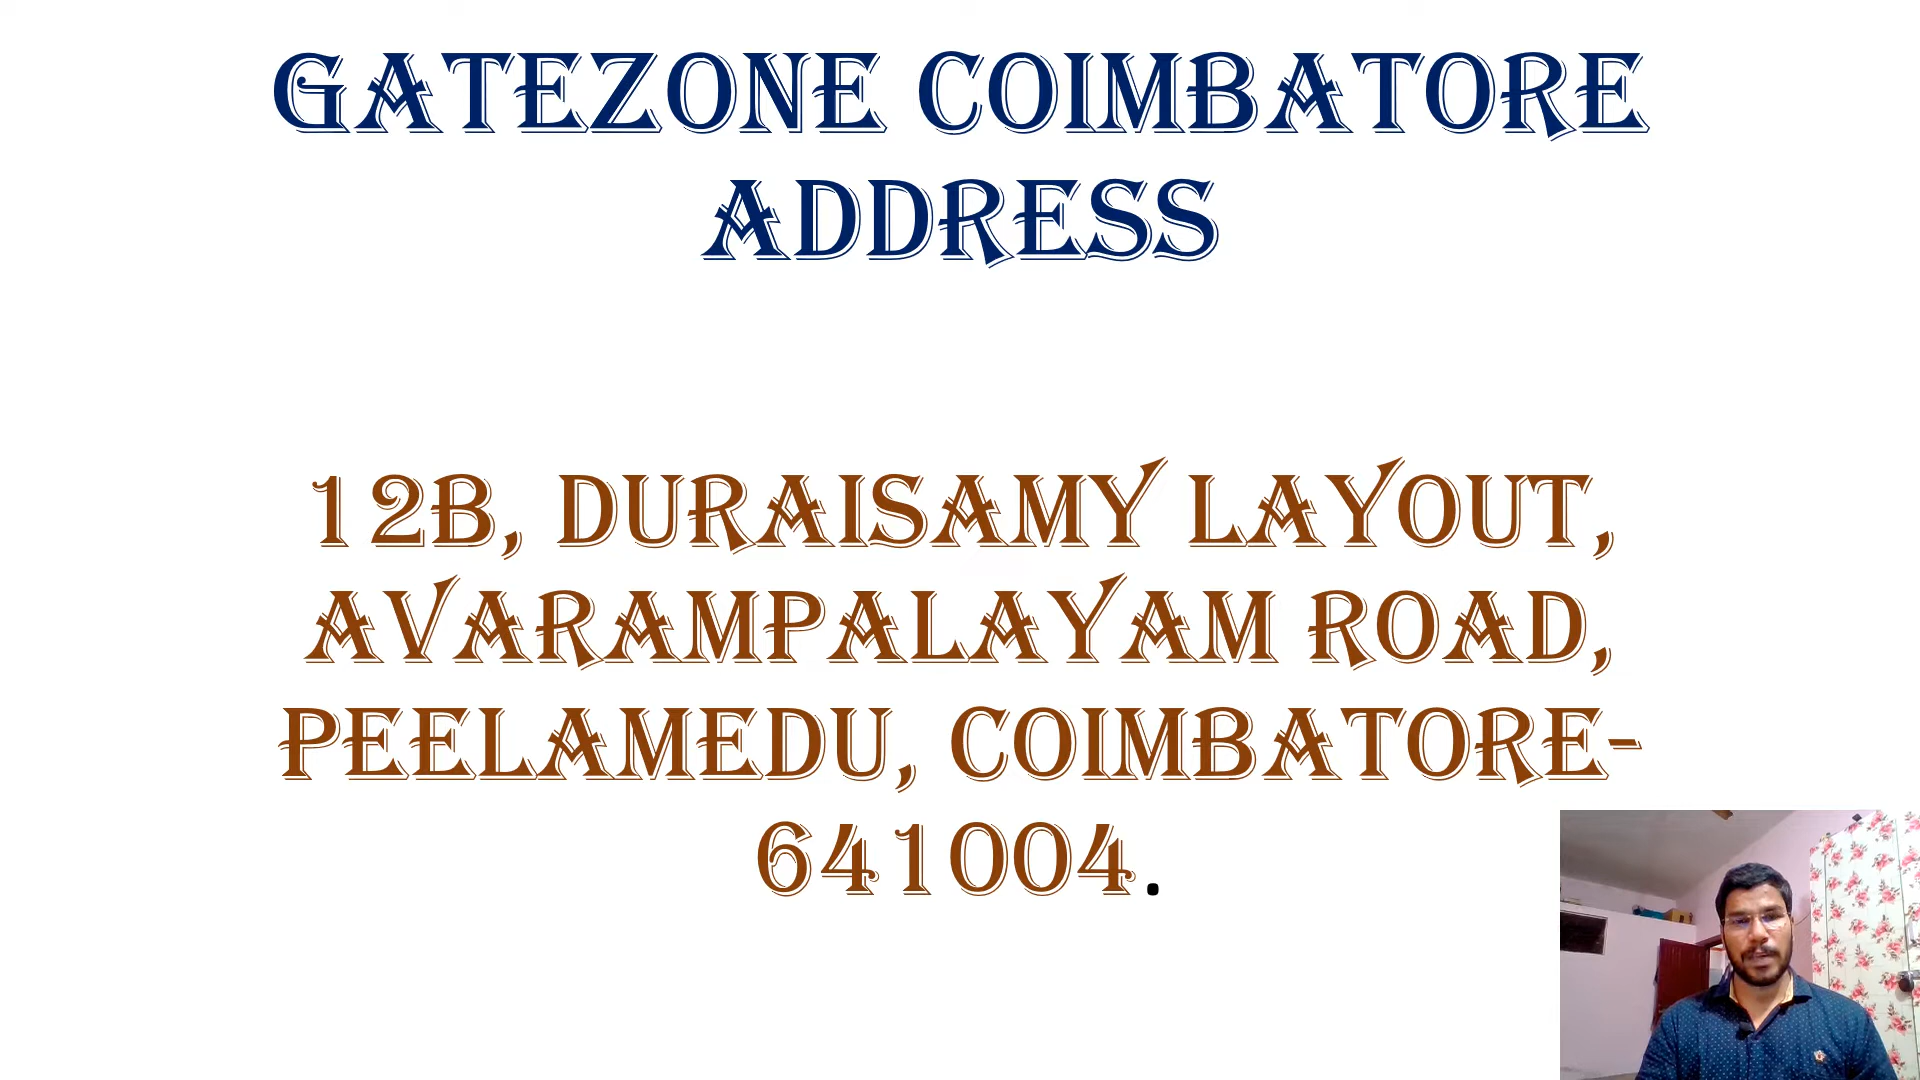 GATEZONE COIMBATORE
ADDRESS
12B, DURAISAMY LAYOUT,
AVARAMPALAYAM ROAD,
PEELAMEDU, COIMBATORE-
641004.